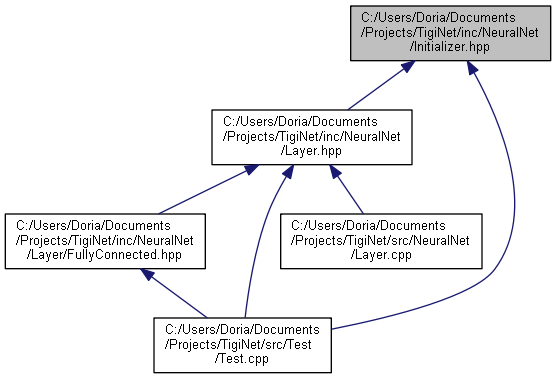 C:/Users/Doria/Documents
/Projects/TigiNet/inc/NeuralNet
/Initializer.hpp
C:/Users/Doria/Documents
/Projects/TigiNet/inc/NeuralNet
/Layer.hpp
C:/Users/Doria/Documents
/Projects/TigiNet/inc/NeuralNet
/Layer/FullyConnected.hpp
C:/Users/Doria/Documents
/Projects/TigiNet/src/NeuralNet
/Layer.cpp
C:/Users/Doria/Documents
/Projects/TigiNet/src/Test
/Test.cpp